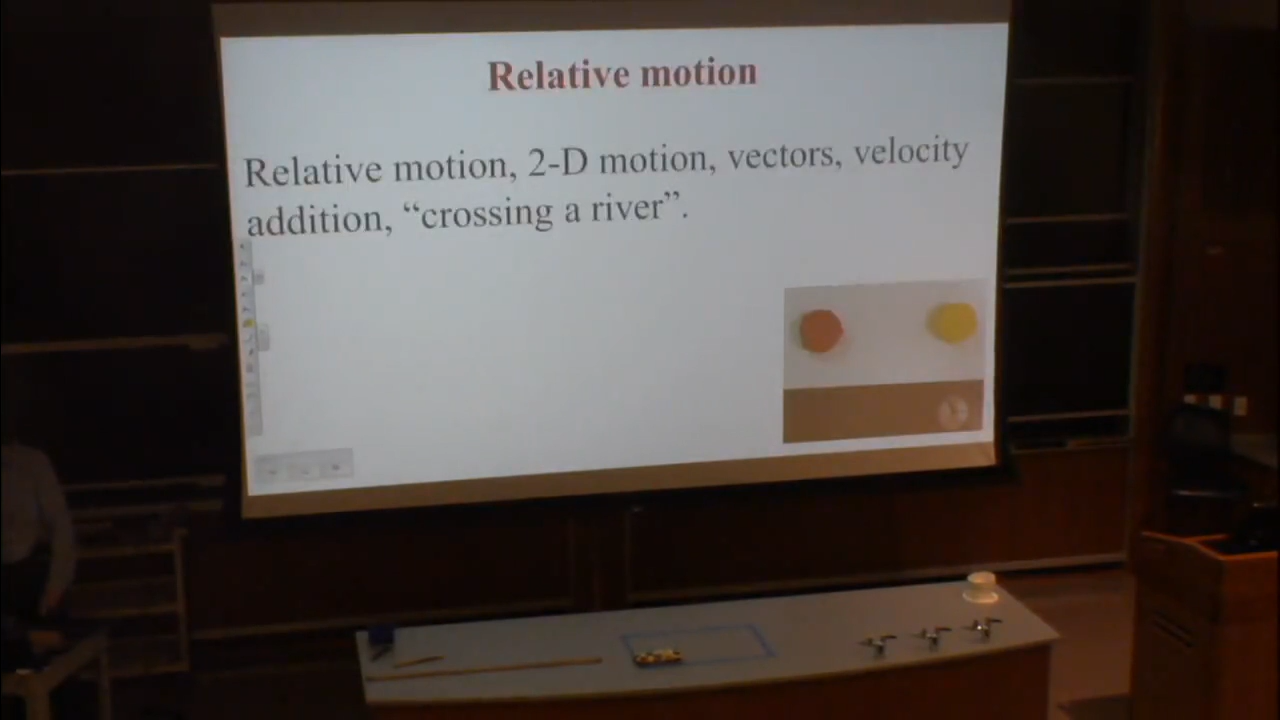 Relative motion
Relative motion, 2-D motion, vectors, velocity
addition, “crossing a river”.